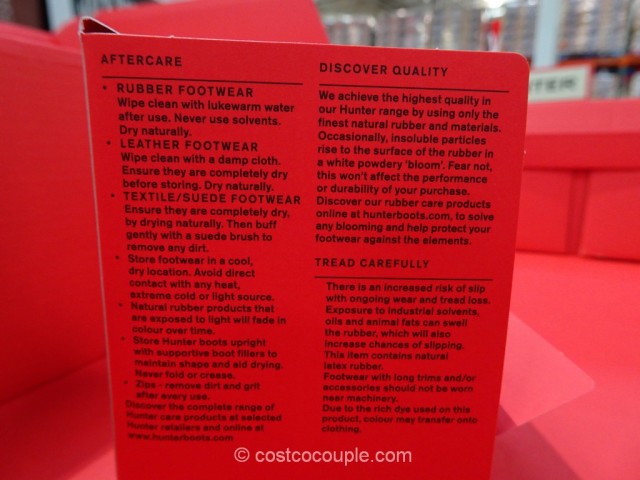 AFTERCARE
• RUBBER FOOTWEAR
Wipe clean with lukewarm water
after use. Never use solvents.
Dry naturally.
• LEATHER FOOTWEAR
Wipe clean with a damp cloth.
Ensure they are completely dry
before storing. Dry naturally.
• TEXTILE/SUEDE FOOTWEAR
Ensure they are completely dry,
by drying naturally. Then buff
gently with a suede brush to
remove any dirt.
• Store footwear in a cool,
dry location. Avoid direct
contact with any heat,
extreme cold or light source.
• Natural rubber products that
are exposed to light will fade in
colour over time.
• Store Hunter boots upright
with supportive boot fillers to
maintain shape and aid drying.
Never fold or crease.
• Zips - remove dirt and grit
after every use.
Discover the complete range of
Hunter care products at selected
Hunter retailers and online at
www.hunterboots.com
DISCOVER QUALITY
We achieve the highest quality in
our Hunter range by using only the
finest natural rubber and materials.
Occasionally, insoluble particles
rise to the surface of the rubber in
a white powdery 'bloom'. Fear not,
this won't affect the performance
or durability of your purchase.
Discover our rubber care products
online at hunterboots.com, to solve
any blooming and help protect your
footwear against the elements.
TREAD CAREFULLY
There is an increased risk of slip
with ongoing wear and tread loss.
Exposure to industrial solvents,
oils and animal fats can swell
the rubber, which will also
increase chances of slipping.
This item contains natural
latex rubber.
Footwear with long trims and/or
accessories should not be worn
near machinery.
Due to the rich dye used on this
product, colour may transfer onto
clothing.
© costcocouple.com